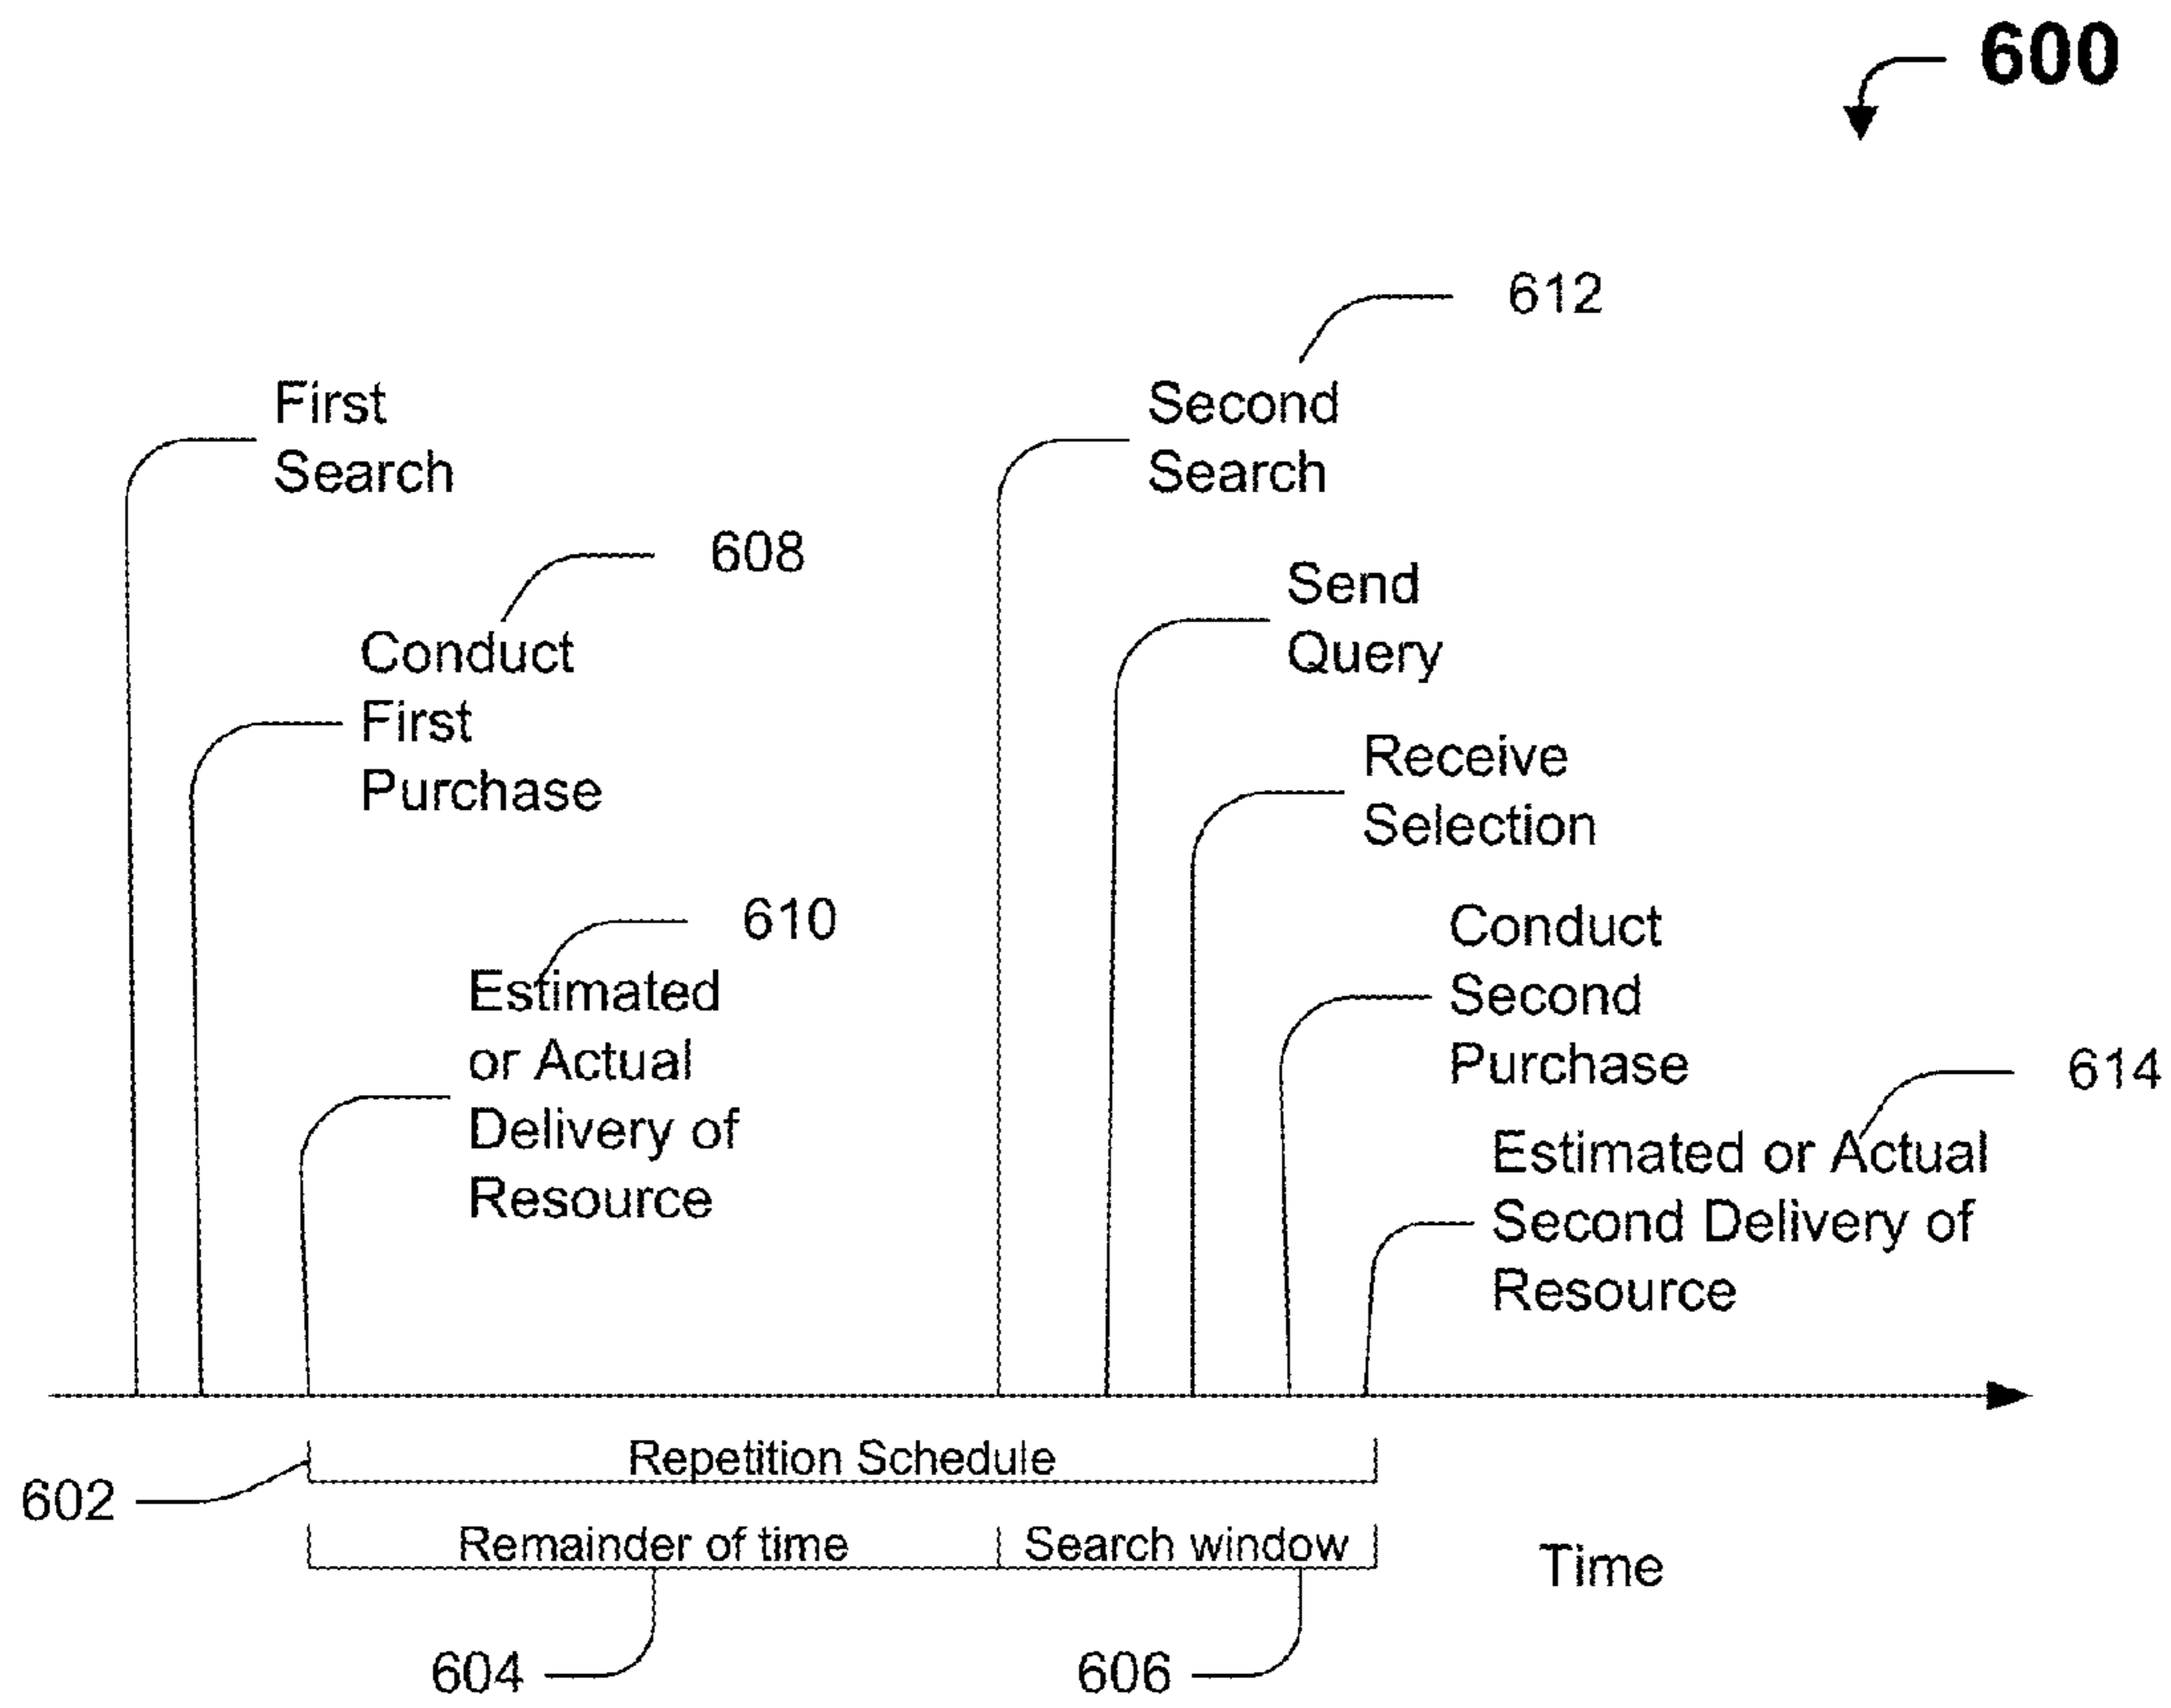 600
612
First
Search
Second
Search
608
Send
Query
Conduct
First
Purchase
Receive
Selection
610
Estimated
or Actual
Delivery of
Resource
Conduct
Second
Purchase
614
Estimated or Actual
Second Delivery of
Resource
Repetition Schedule
602
Remainder of time
Search window
Time
604
606